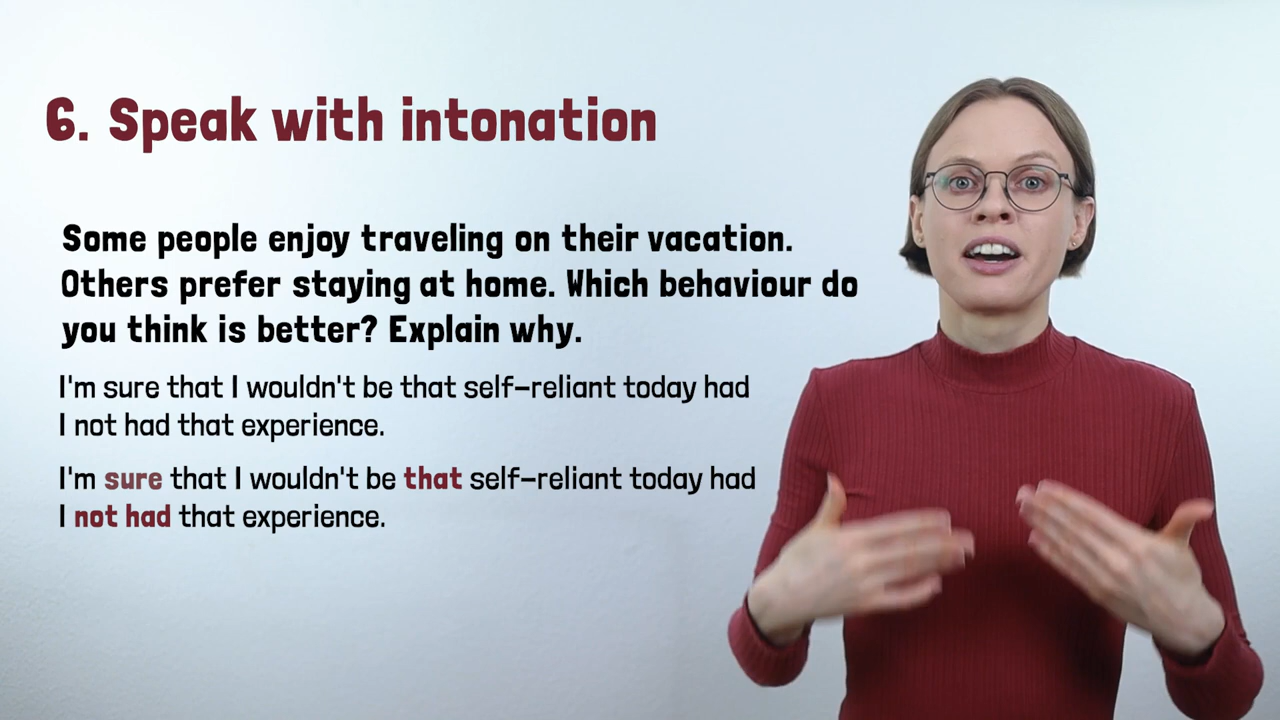 6. Speak with intonation
Some people enjoy traveling on their vacation.
Others prefer staying at home. Which behaviour do
you think is better? Explain why.
I'm sure that I wouldn't be that self-reliant today had
I not had that experience.
I'm sure that I wouldn't be that self-reliant today had
I not had that experience.